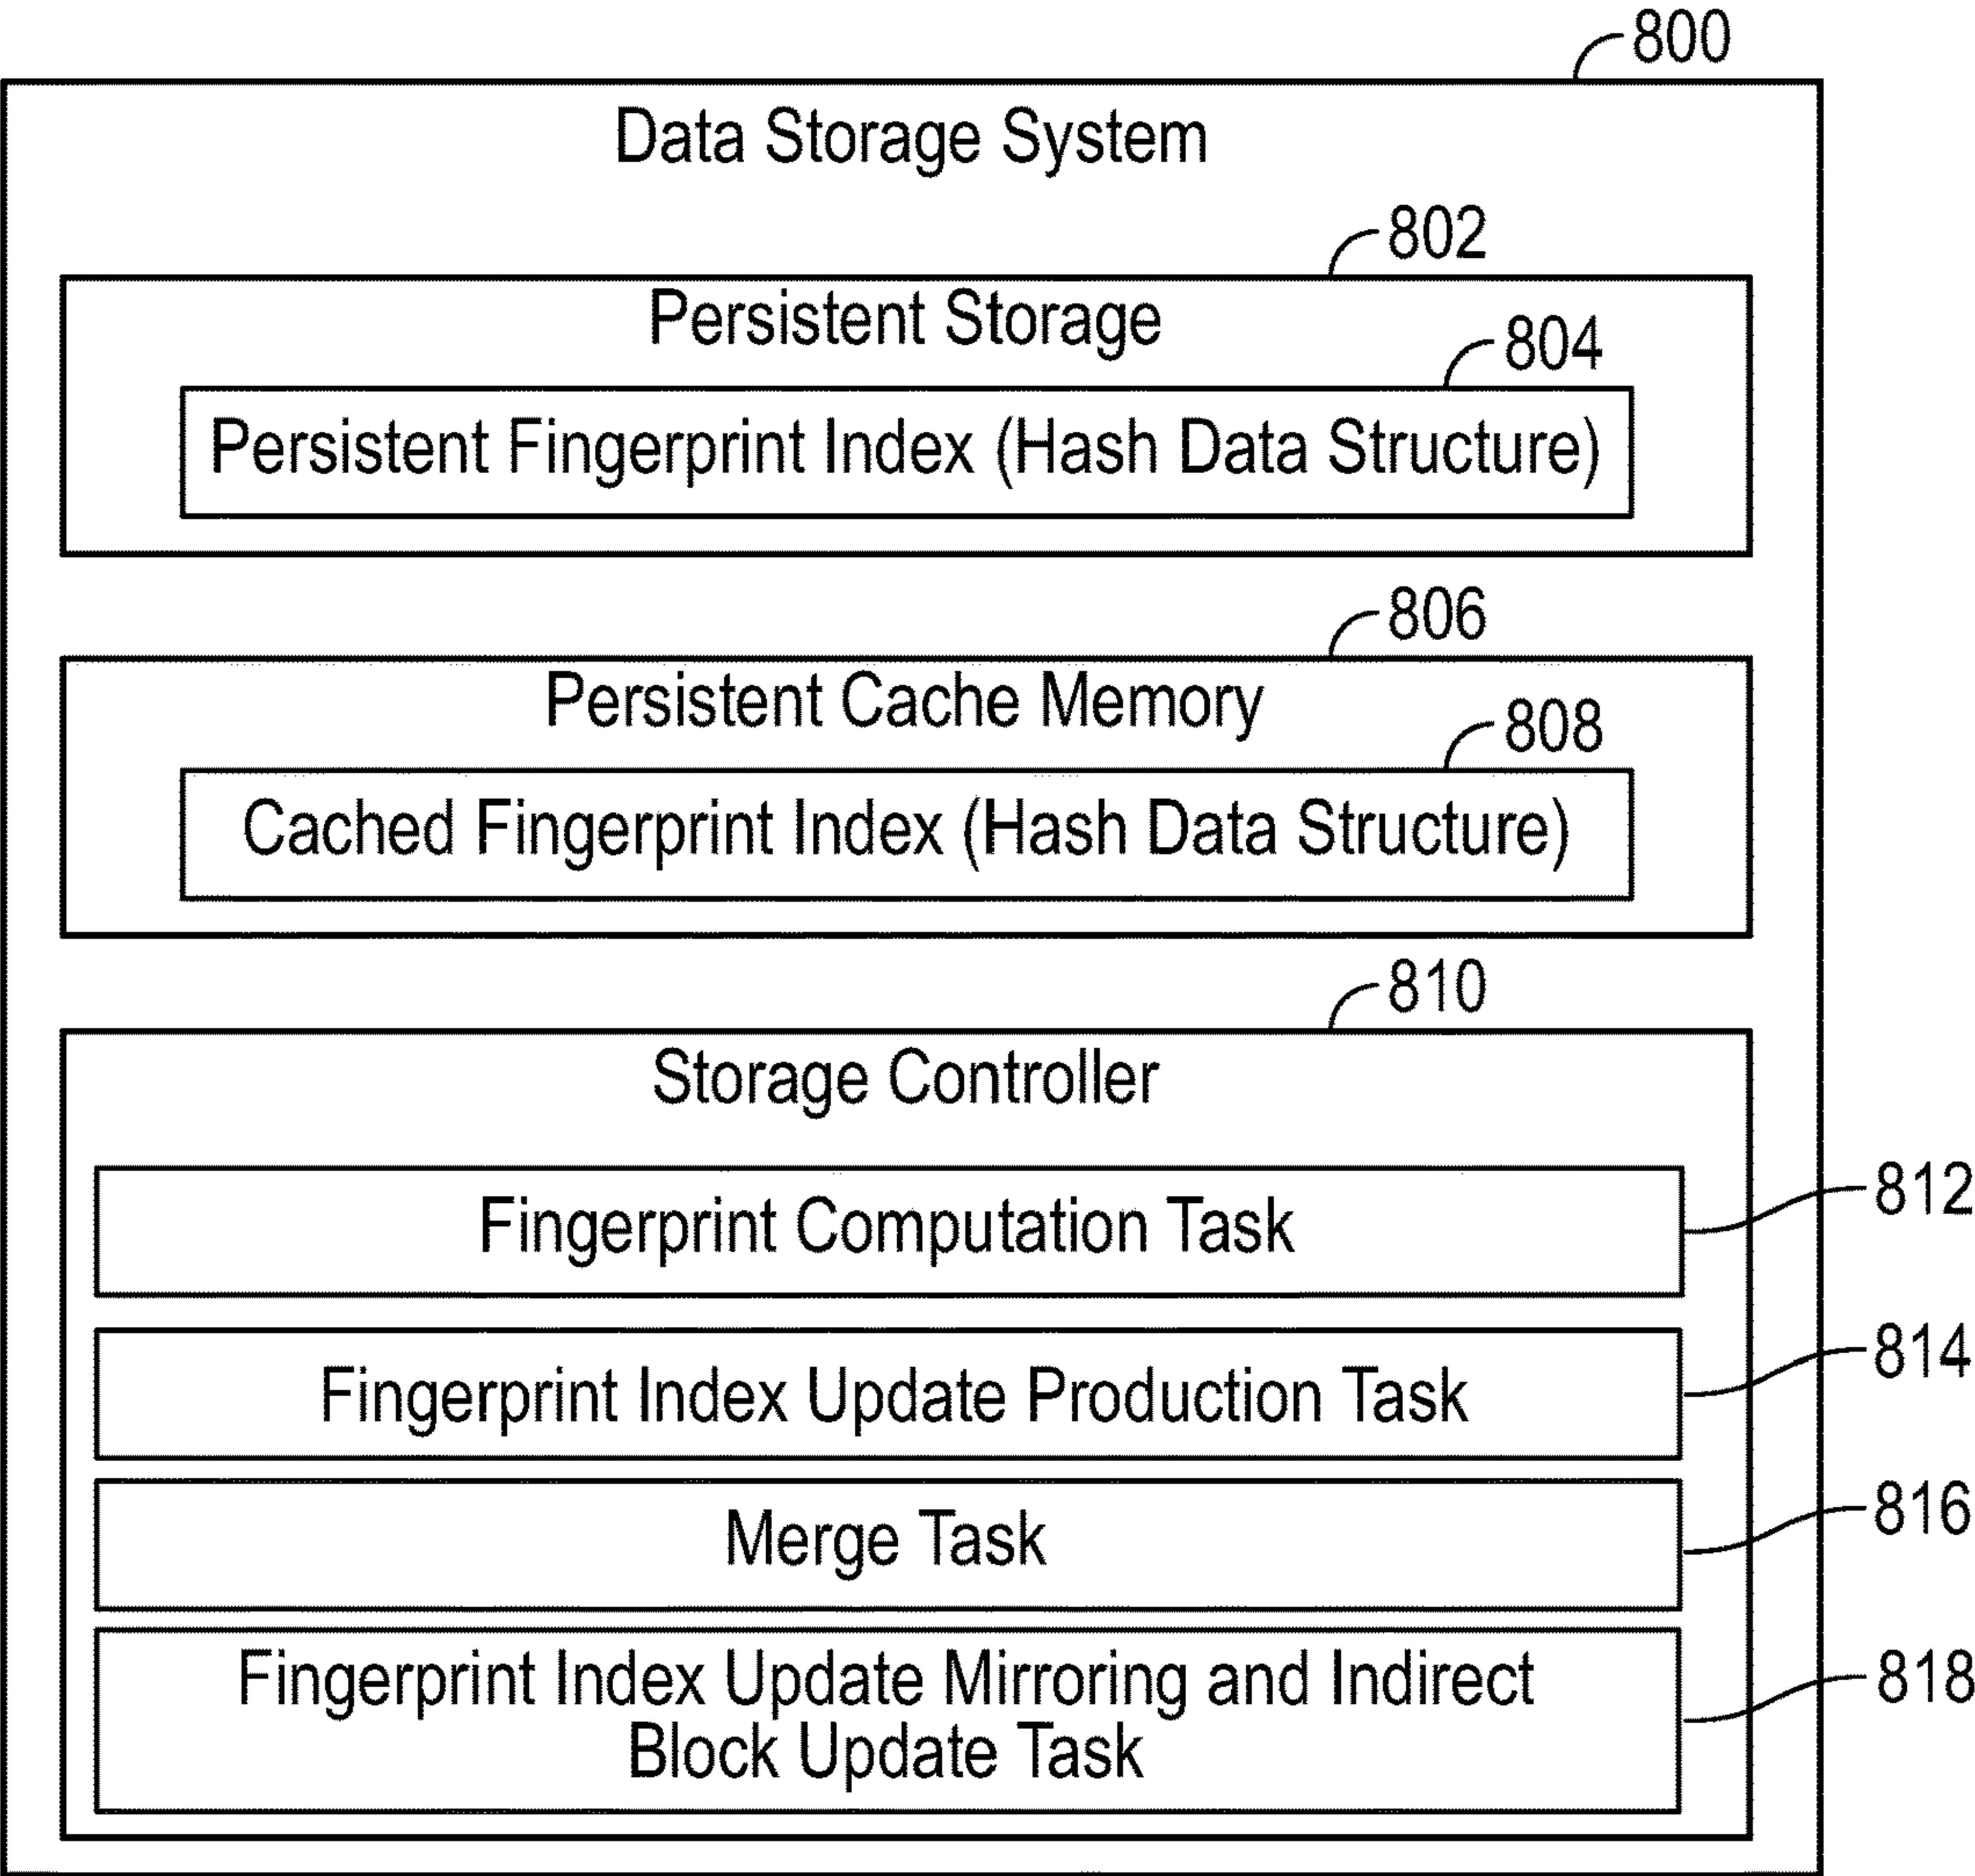 800
Data Storage System
802
Persistent Storage
804
Persistent Fingerprint Index (Hash Data Structure)
806
Persistent Cache Memory
808
Cached Fingerprint Index (Hash Data Structure)
810
Storage Controller
812
Fingerprint Computation Task
814
Fingerprint Index Update Production Task
816
Merge Task
Fingerprint Index Update Mirroring and Indirect
818
Block Update Task